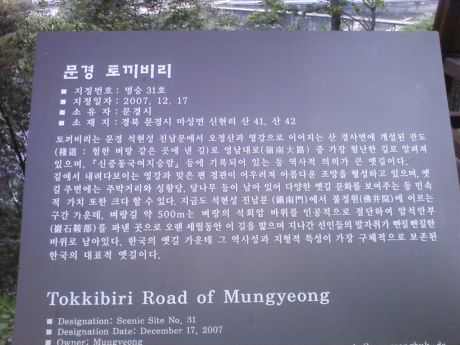 문경 토끼비리
■ 지정번호 : 명승 31호
■ 지정일자 : 2007. 12. 17
■ 소 유 자 : 문경시
■ 소 재 지 : 경북 문경시 마성면 신현리 산 41, 산 42
토끼비리는 문경 석현성 진남문에서 오정산과 영강으로 이어지는 산 경사면에 개설된 잔도
(棧道 : 험한 벼랑 같은 곳에 낸 길)로 영남대로(嶺南大路) 중 가장 험난한 길로 알려져
있으며, 『신증동국여지승람』 등에 기록되어 있는 등 역사적 의의가 큰 옛길이다.
길에서 내려다보이는 영강과 맞은 편 경관이 어우러져 아름다운 조망을 형성하고 있으며, 옛
길 주변에는 주막거리와 성황당, 당나무 등이 남아 있어 다양한 옛길 문화를 보여주는 등 민속
적 가치 또한 크다 할 수 있다. 지금도 석현성 진남문(鎭南門)에서 불정원(佛井院)에 이르는
구간 가운데, 벼랑길 약 500m는 벼랑의 석회암 바위를 인공적으로 절단하여 암석안부
(巖石鞍部)를 파낸 곳으로 오랜 세월동안 이 길을 밟으며 지나간 선인들의 발자취가 빤질빤질한
바위로 남아있다. 한국의 옛길 가운데 그 역사성과 지형적 특성이 가장 구체적으로 보존된
한국의 대표적 옛길이다.
Tokkibiri Road of Mungyeong
■ Designation: Scenic Site No. 31
■ Designation Date: December 17, 2007
■ Owner: Mungyeong